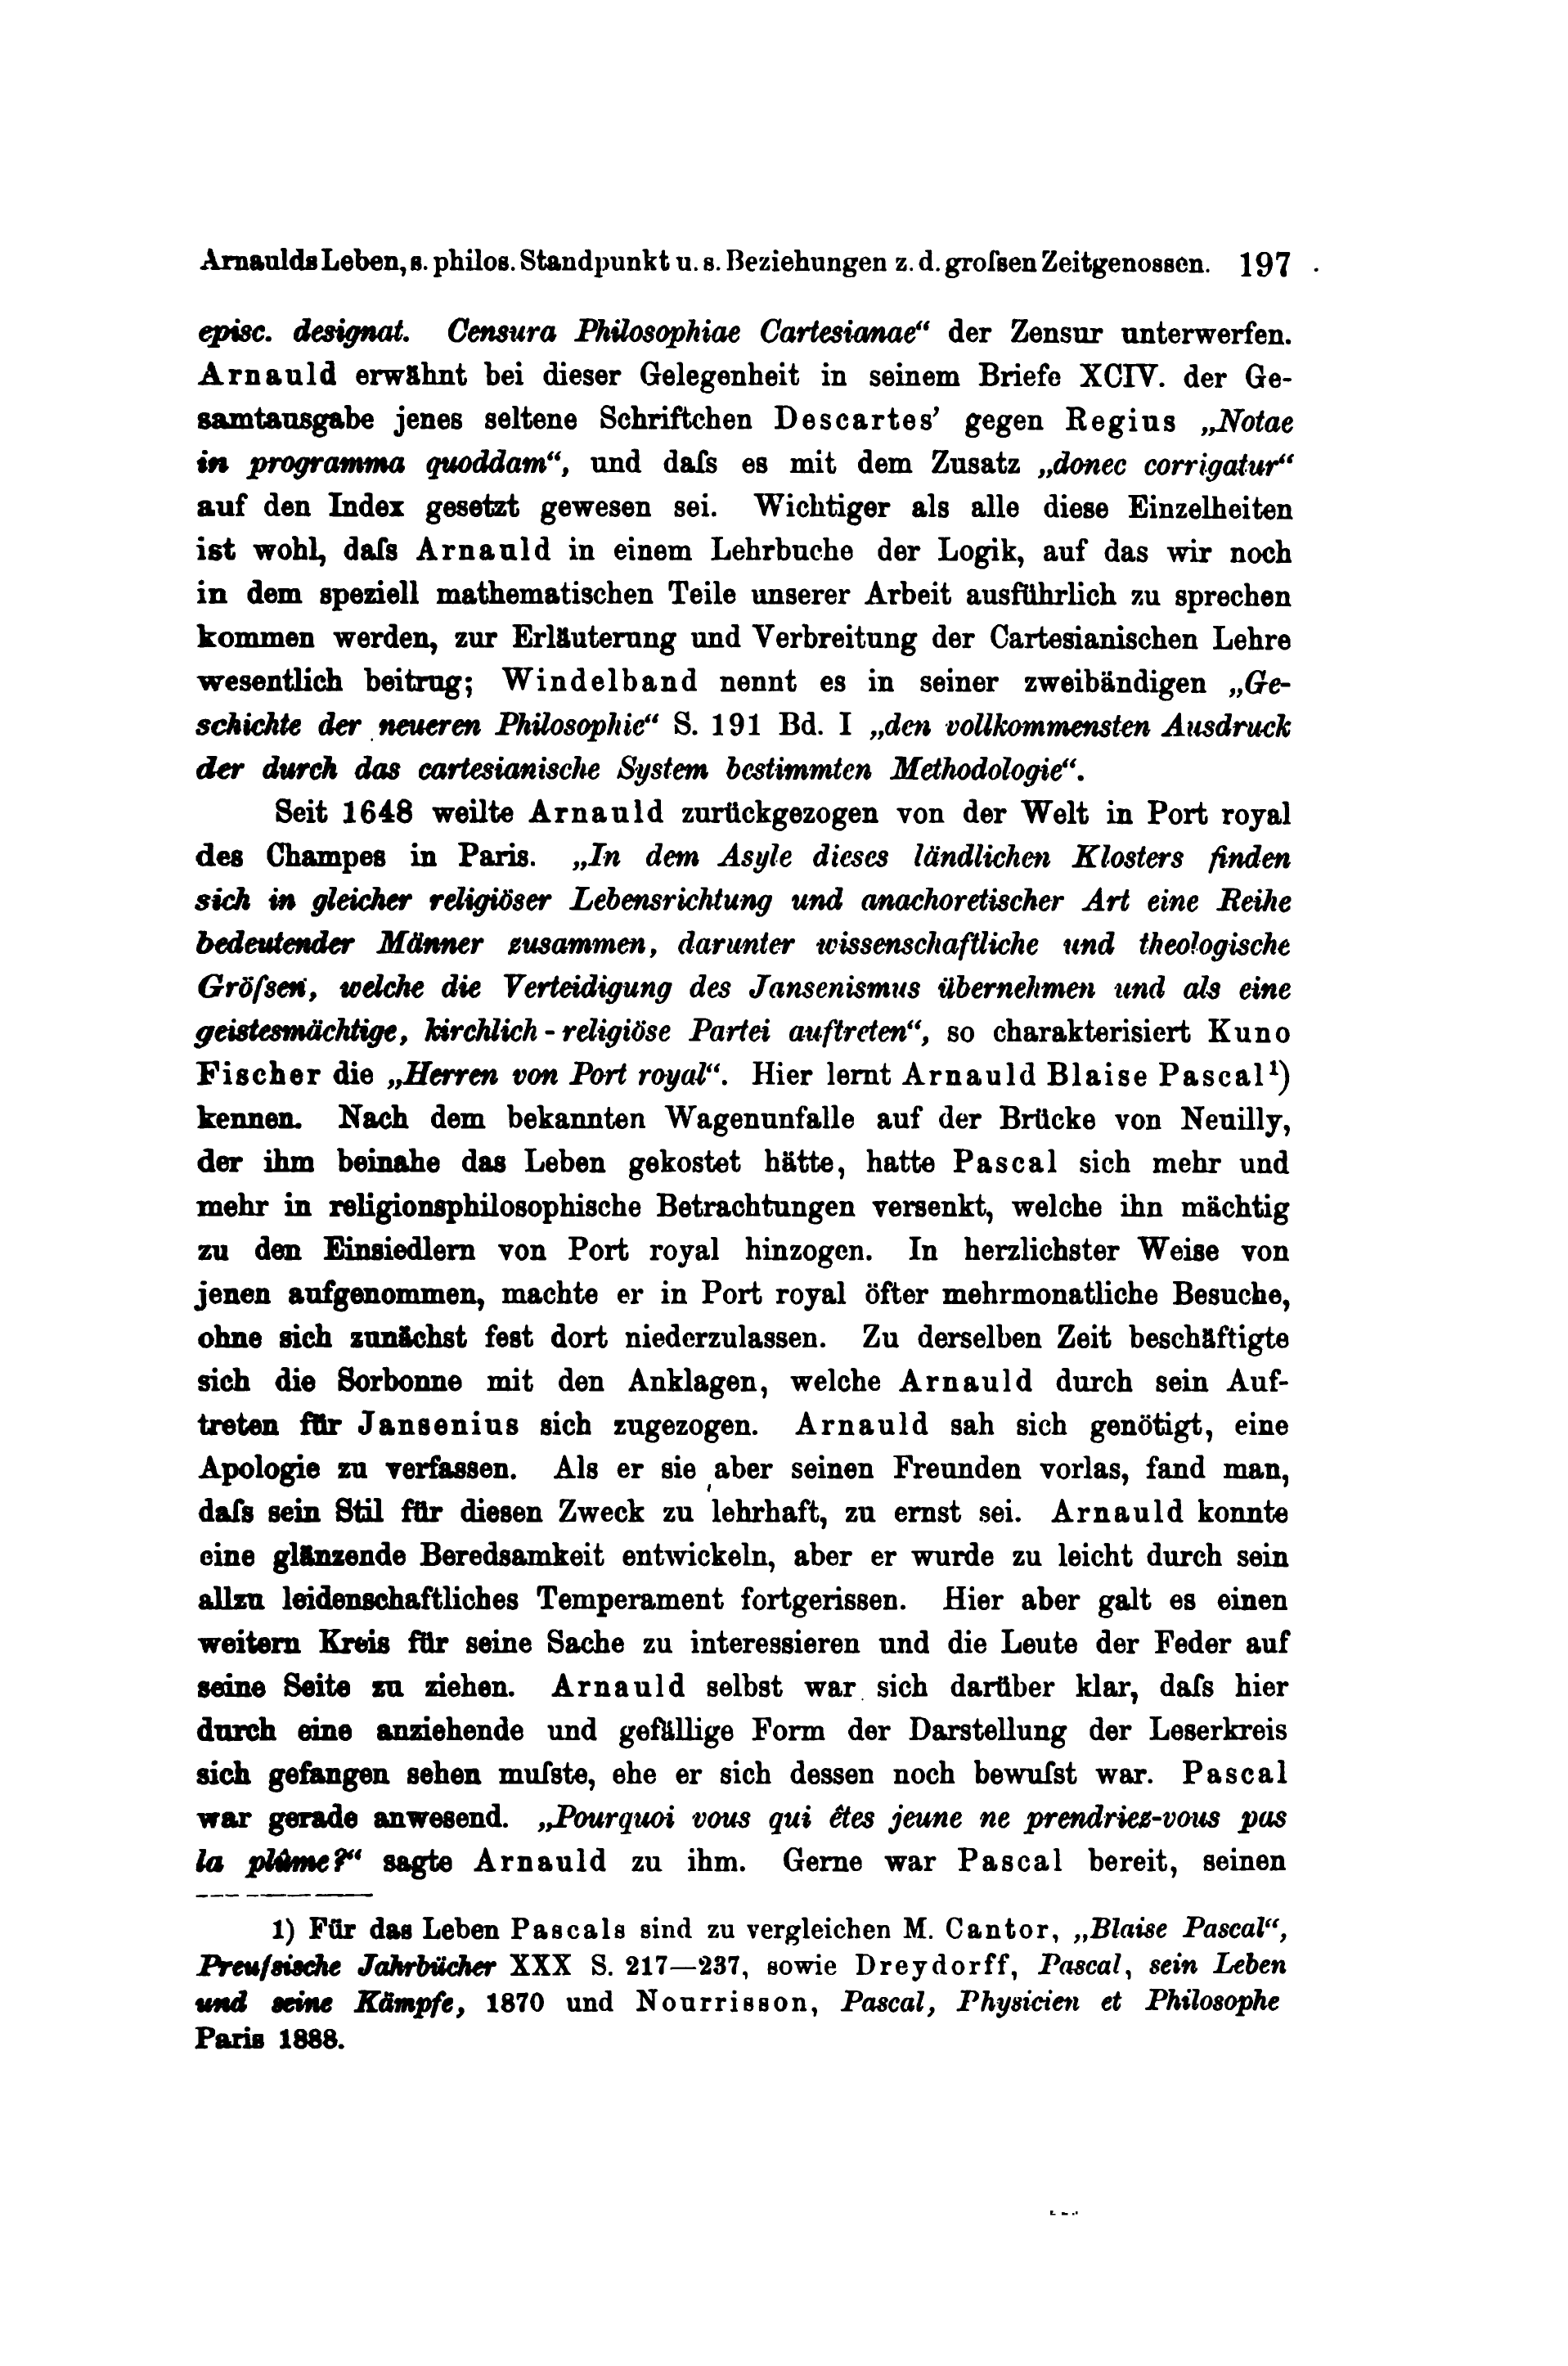 Arnaulds Leben, s. philos. Standpunkt u. s. Beziehungen z. d. groſsen Zeitgenossen. 197
episc. designat. Censura Philosophiae Cartesianae“ der Zensur unterwerfen.
Arnauld erwähnt bei dieser Gelegenheit in seinem Briefe XCIV. der Ge-
samtausgabe jenes seltene Schriftchen Descartes’ gegen Regius „Notae
in programma quoddam“, und daſs es mit dem Zusatz „donec corrigatur“
auf den Index gesetzt gewesen sei. Wichtiger als alle diese Einzelheiten
ist wohl, daſs Arnauld in einem Lehrbuche der Logik, auf das wir noch
in dem speziell mathematischen Teile unserer Arbeit ausführlich zu sprechen
kommen werden, zur Erläuterung und Verbreitung der Cartesianischen Lehre
wesentlich beitrug; Windelband nennt es in seiner zweibändigen „Ge-
schichte der neueren Philosophie“ S. 191 Bd. I „den vollkommensten Ausdruck
der durch das cartesianische System bestimmten Methodologie“.
Seit 1648 weilte Arnauld zurückgezogen von der Welt in Port royal
des Champes in Paris. „In dem Asyle dieses ländlichen Klosters finden
sich in gleicher religiöser Lebensrichtung und anachoretischer Art eine Reihe
bedeutender Männer zusammen, darunter wissenschaftliche und theologische
Gröſsen, welche die Verteidigung des Jansenismus übernehmen und als eine
geistesmächtige, kirchlich-religiöse Partei auftreten“, so charakterisiert Kuno
Fischer die „Herren von Port royal“. Hier lernt Arnauld Blaise Pascal¹)
kennen. Nach dem bekannten Wagenunfalle auf der Brücke von Neuilly,
der ihm beinahe das Leben gekostet hätte, hatte Pascal sich mehr und
mehr in religionsphilosophische Betrachtungen versenkt, welche ihn mächtig
zu den Einsiedlern von Port royal hinzogen. In herzlichster Weise von
jenen aufgenommen, machte er in Port royal öfter mehrmonatliche Besuche,
ohne sich zunächst fest dort niederzulassen. Zu derselben Zeit beschäftigte
sich die Sorbonne mit den Anklagen, welche Arnauld durch sein Auf-
treten für Jansenius sich zugezogen. Arnauld sah sich genötigt, eine
Apologie zu verfassen. Als er sie aber seinen Freunden vorlas, fand man,
daſs sein Stil für diesen Zweck zu lehrhaft, zu ernst sei. Arnauld konnte
eine glänzende Beredsamkeit entwickeln, aber er wurde zu leicht durch sein
allzu leidenschaftliches Temperament fortgerissen. Hier aber galt es einen
weitern Kreis für seine Sache zu interessieren und die Leute der Feder auf
seine Seite zu ziehen. Arnauld selbst war sich darüber klar, daſs hier
durch eine anziehende und gefällige Form der Darstellung der Leserkreis
sich gefangen sehen muſste, ehe er sich dessen noch bewuſst war. Pascal
war gerade anwesend. „Pourquoi vous qui êtes jeune ne prendriez-vous pas
la plûme?“ sagte Arnauld zu ihm. Gerne war Pascal bereit, seinen
1) Für das Leben Pascals sind zu vergleichen M. Cantor, „Blaise Pascal“,
Preuſsische Jahrbücher XXX S. 217—237, sowie Dreydorff, Pascal, sein Leben
und seine Kämpfe, 1870 und Nourrisson, Pascal, Physicien et Philosophe
Paris 1888.